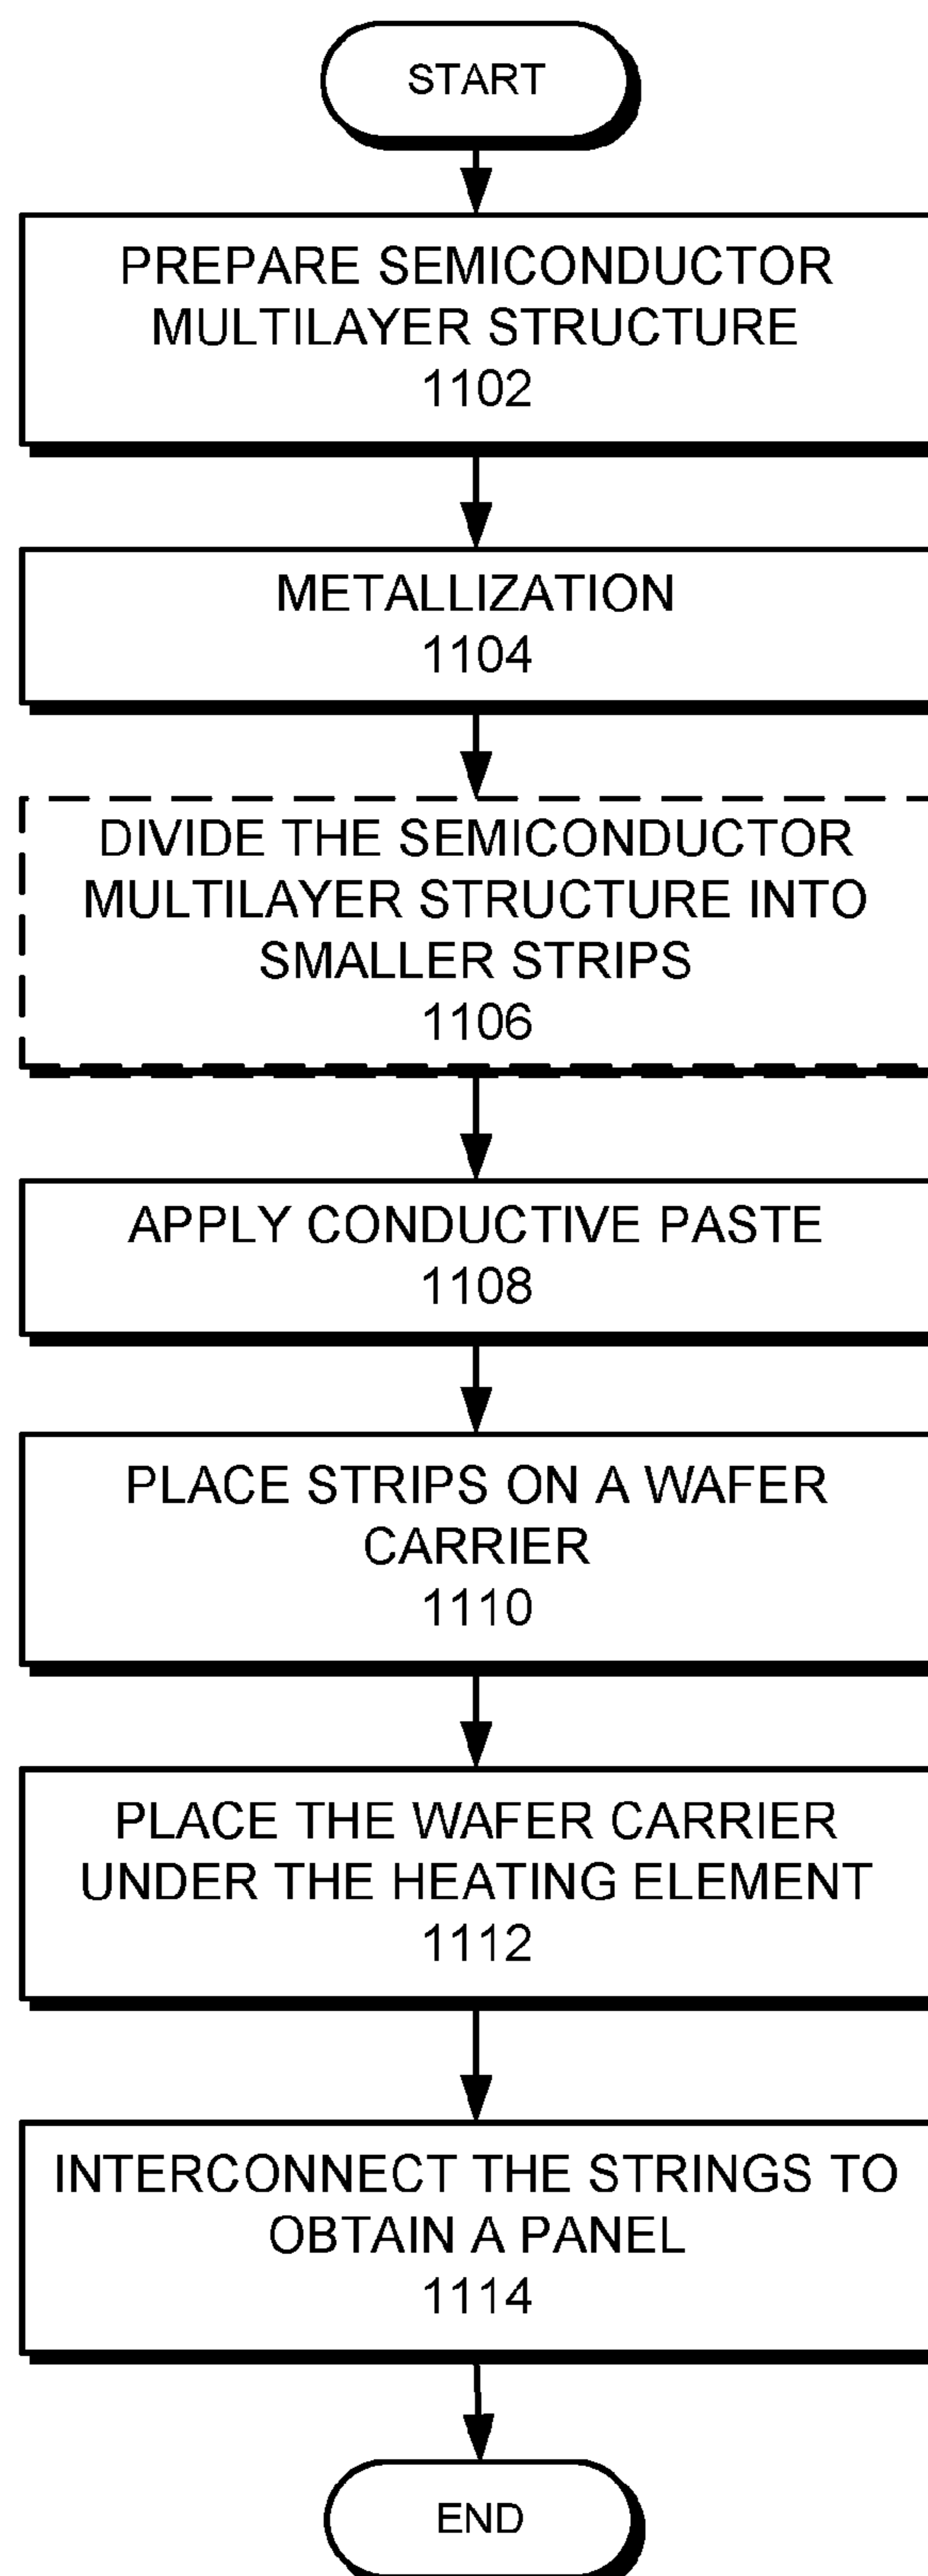 START
PREPARE SEMICONDUCTOR
MULTILAYER STRUCTURE
1102
METALLIZATION
1104
DIVIDE THE SEMICONDUCTOR
MULTILAYER STRUCTURE INTO
SMALLER STRIPS
1106
APPLY CONDUCTIVE PASTE
1108
PLACE STRIPS ON A WAFER
CARRIER
1110
PLACE THE WAFER CARRIER
UNDER THE HEATING ELEMENT
1112
INTERCONNECT THE STRINGS TO
OBTAIN A PANEL
1114
END